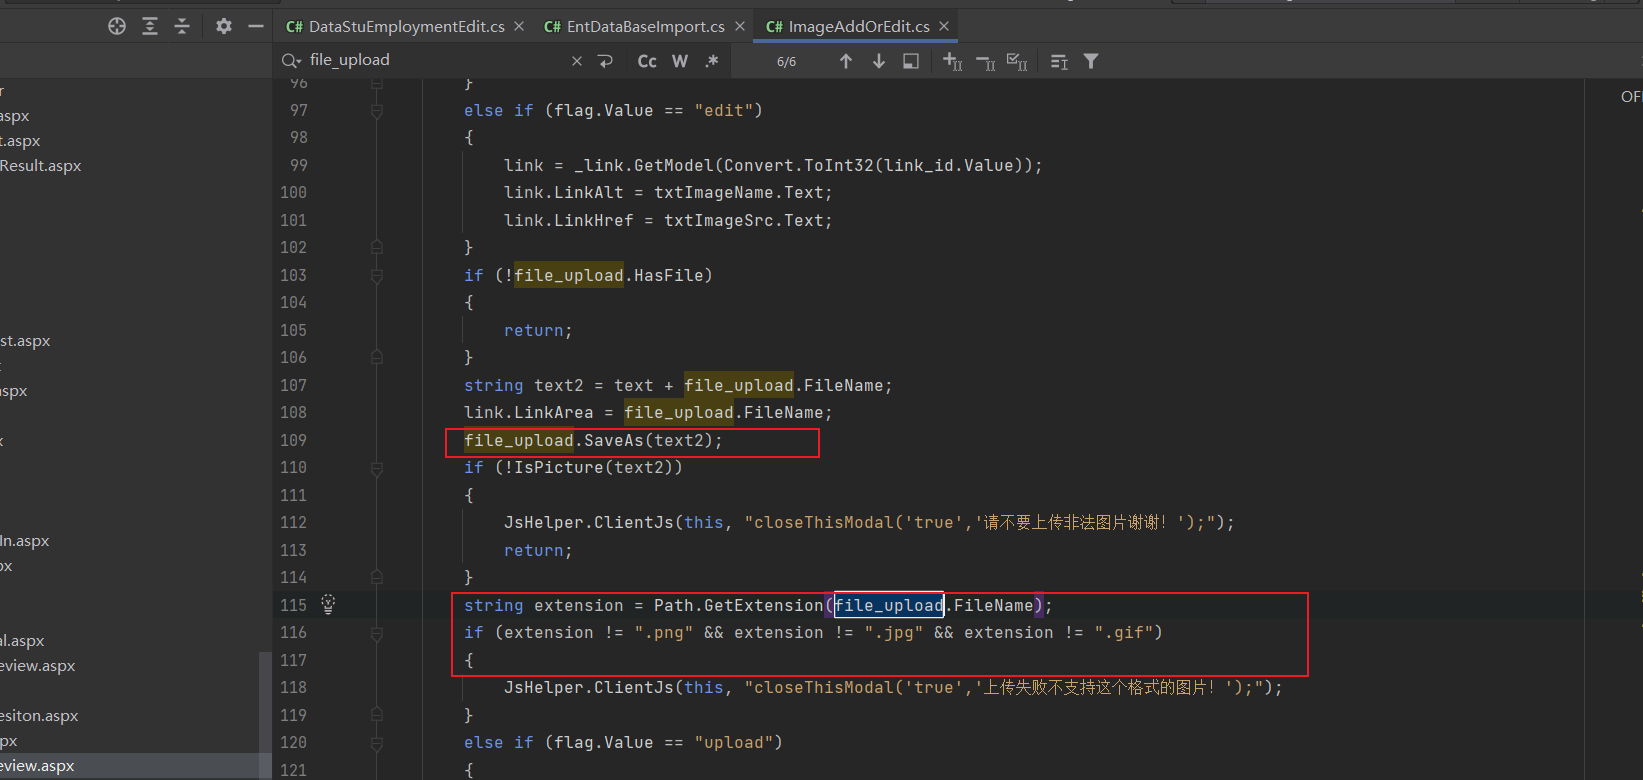 C# DataStuEmploymentEdit.cs × C# EntDataBaseImport.cs × C# ImageAddOrEdit.cs ×
file_upload × Cc W .* 6/6
OFF
r
aspx
t.aspx
Result.aspx
st.aspx
aspx
In.aspx
px
al.aspx
eview.aspx
esiton.aspx
px
eview.aspx
96 }
97 else if (flag.Value == "edit")
98 {
99 link = _link.GetModel(Convert.ToInt32(link_id.Value));
100 link.LinkAlt = txtImageName.Text;
101 link.LinkHref = txtImageSrc.Text;
102 }
103 if (!file_upload.HasFile)
104 {
105 return;
106 }
107 string text2 = text + file_upload.FileName;
108 link.LinkArea = file_upload.FileName;
109 file_upload.SaveAs(text2);
110 if (!IsPicture(text2))
111 {
112 JsHelper.ClientJs(this, "closeThisModal('true','请不要上传非法图片谢谢！');");
113 return;
114 }
115 string extension = Path.GetExtension(file_upload.FileName);
116 if (extension != ".png" && extension != ".jpg" && extension != ".gif")
117 {
118 JsHelper.ClientJs(this, "closeThisModal('true','上传失败不支持这个格式的图片！');");
119 }
120 else if (flag.Value == "upload")
121 {